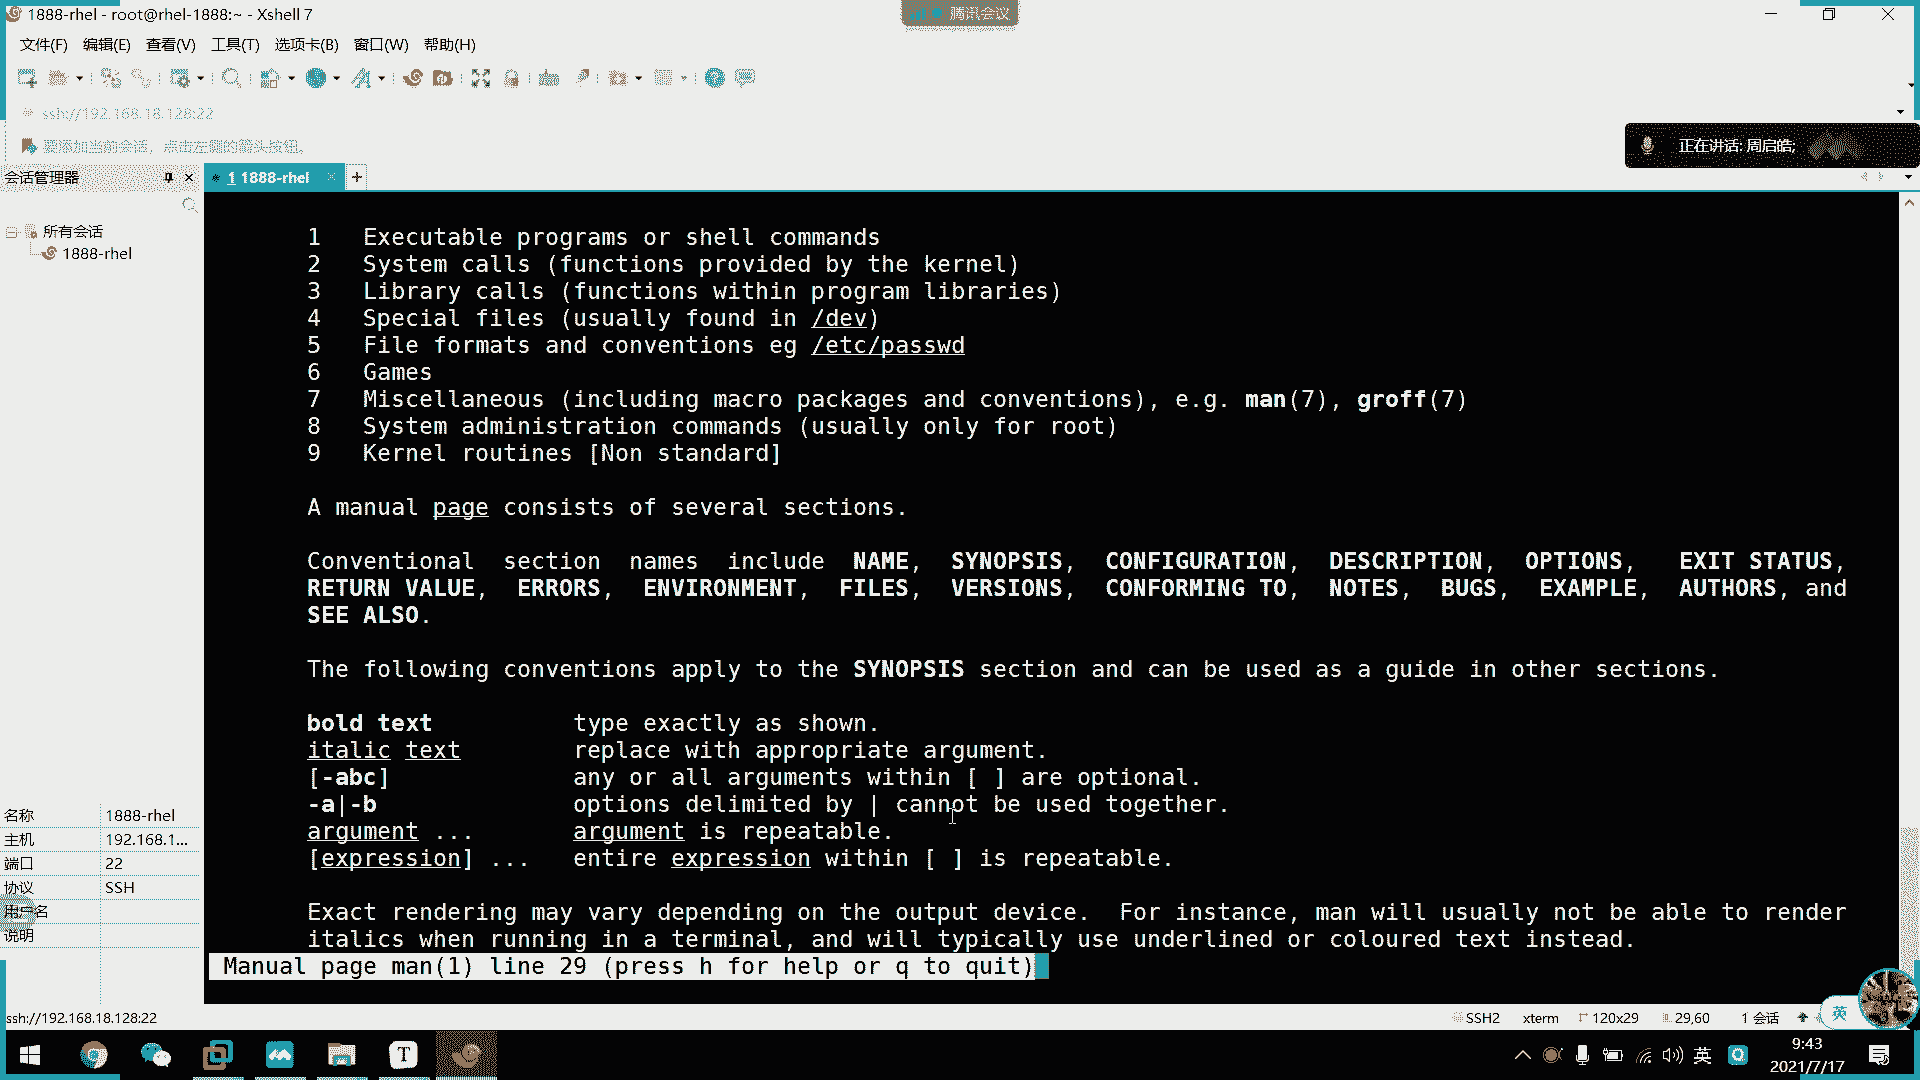 1888-rhel - root@rhel-1888:~ - Xshell 7
腾讯会议
文件(F) 编辑(E) 查看(V) 工具(T) 选项卡(B) 窗口(W) 帮助(H)
ssh://192.168.18.128:22
要添加当前会话，点击左侧的箭头按钮。
正在讲话: 周启皓;
会话管理器
1 1888-rhel
所有会话
1888-rhel
1 Executable programs or shell commands
2 System calls (functions provided by the kernel)
3 Library calls (functions within program libraries)
4 Special files (usually found in /dev)
5 File formats and conventions eg /etc/passwd
6 Games
7 Miscellaneous (including macro packages and conventions), e.g. man(7), groff(7)
8 System administration commands (usually only for root)
9 Kernel routines [Non standard]
A manual page consists of several sections.
Conventional section names include NAME, SYNOPSIS, CONFIGURATION, DESCRIPTION, OPTIONS, EXIT STATUS,
RETURN VALUE, ERRORS, ENVIRONMENT, FILES, VERSIONS, CONFORMING TO, NOTES, BUGS, EXAMPLE, AUTHORS, and
SEE ALSO.
The following conventions apply to the SYNOPSIS section and can be used as a guide in other sections.
bold text type exactly as shown.
italic text replace with appropriate argument.
[-abc] any or all arguments within [ ] are optional.
-a|-b options delimited by | cannot be used together.
argument ... argument is repeatable.
[expression] ... entire expression within [ ] is repeatable.
Exact rendering may vary depending on the output device. For instance, man will usually not be able to render
italics when running in a terminal, and will typically use underlined or coloured text instead.
Manual page man(1) line 29 (press h for help or q to quit)
名称 1888-rhel
主机 192.168.1...
端口 22
协议 SSH
用户名
说明
ssh://192.168.18.128:22
SSH2 xterm 120x29 29,60 1 会话
英
T
英
9:43
2021/7/17